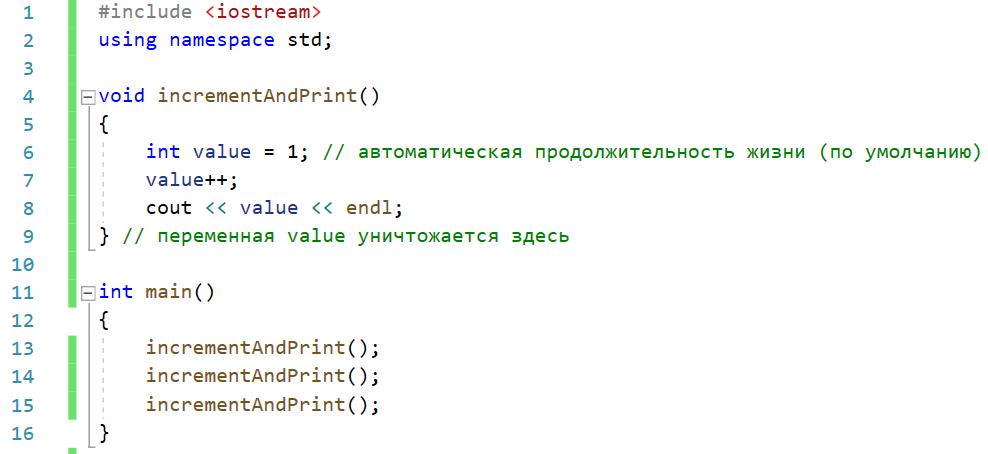 1 #include <iostream>
2 using namespace std;
3
4 void incrementAndPrint()
5 {
6 int value = 1; // автоматическая продолжительность жизни (по умолчанию)
7 value++;
8 cout << value << endl;
9 } // переменная value уничтожается здесь
10
11 int main()
12 {
13 incrementAndPrint();
14 incrementAndPrint();
15 incrementAndPrint();
16 }